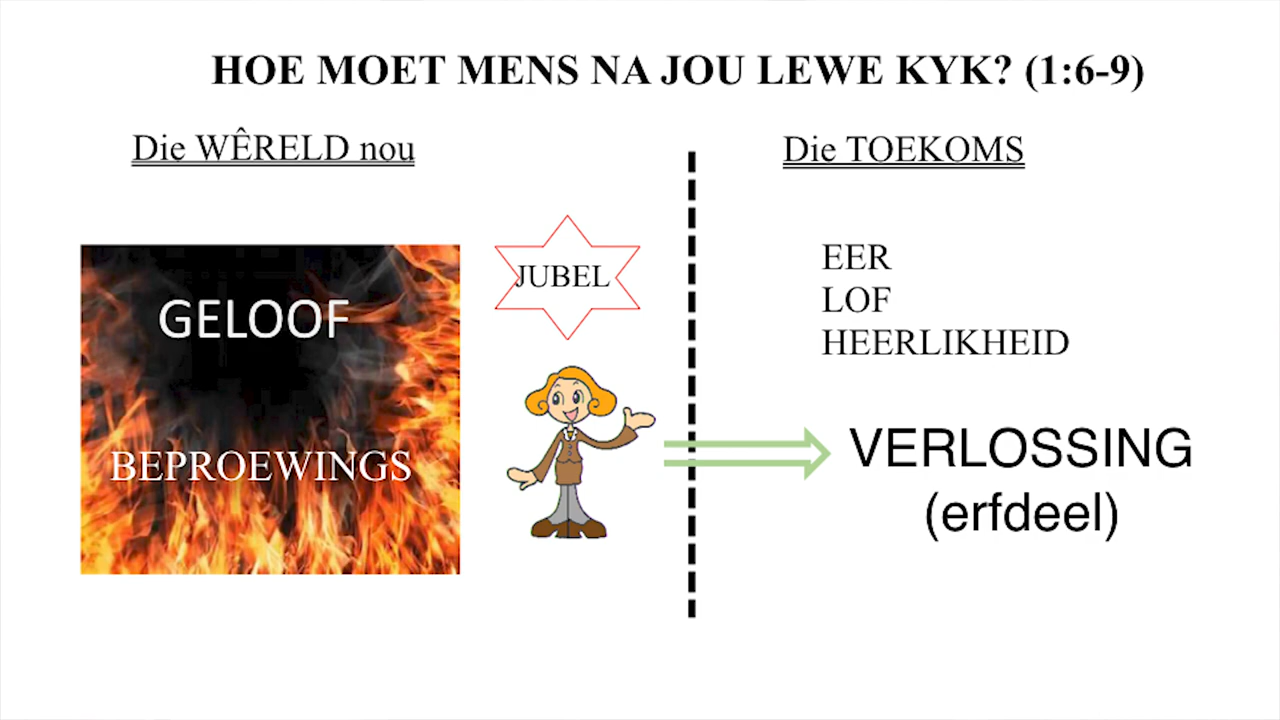 HOE MOET MENS NA JOU LEWE KYK? (1:6-9)
Die WÊRELD nou
GELOOF
BEPROEWINGS
JUBEL
Die TOEKOMS
EER
LOF
HEERLIKHEID
VERLOSSING
(erfdeel)